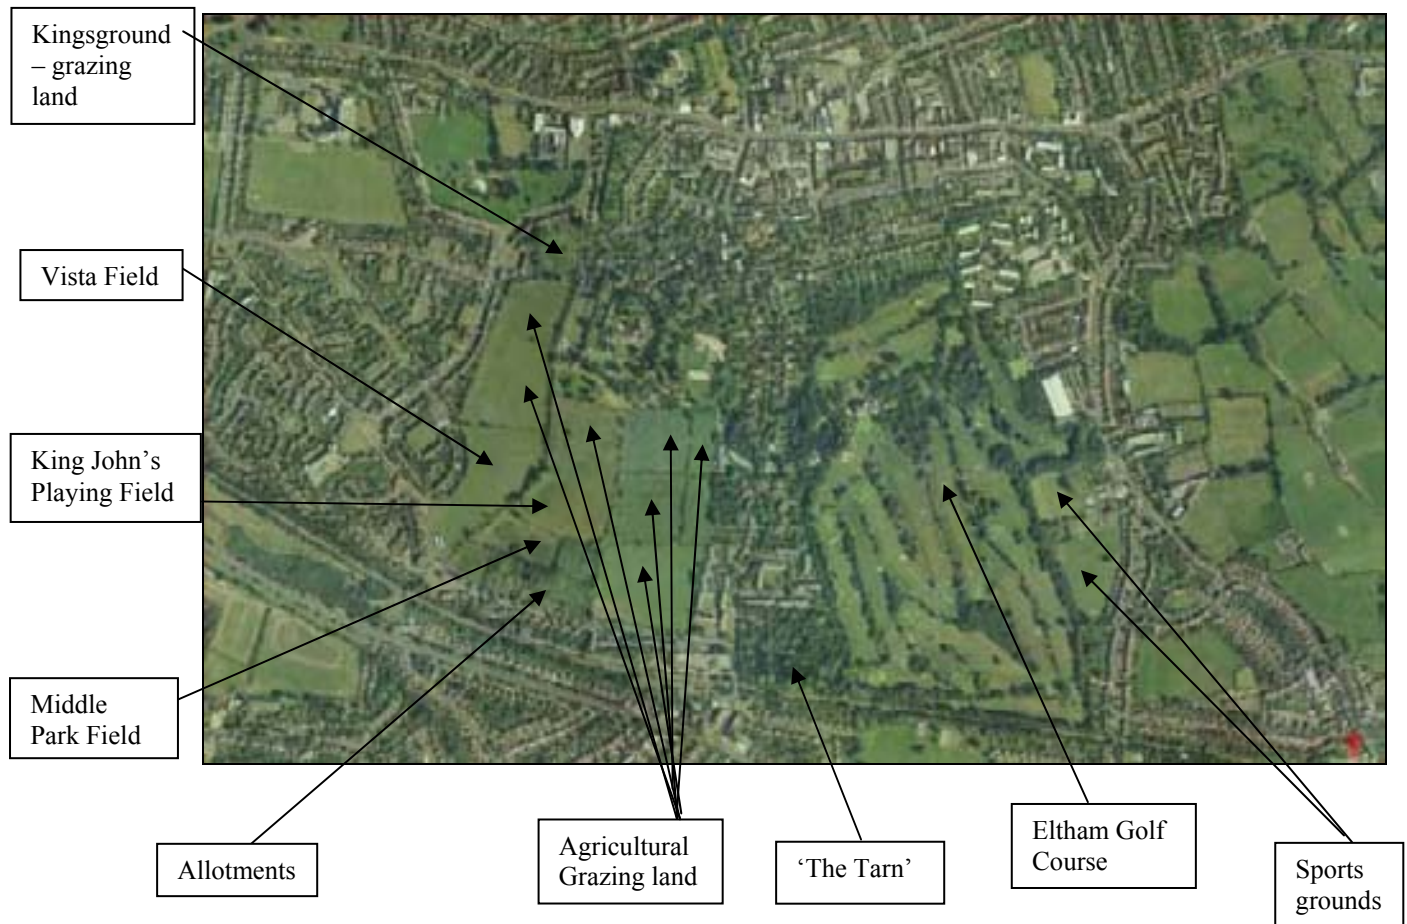 Kingsground
– grazing
land
Vista Field
King John’s
Playing Field
Middle
Park Field
Allotments
Agricultural
Grazing land
‘The Tarn’
Eltham Golf
Course
Sports
grounds